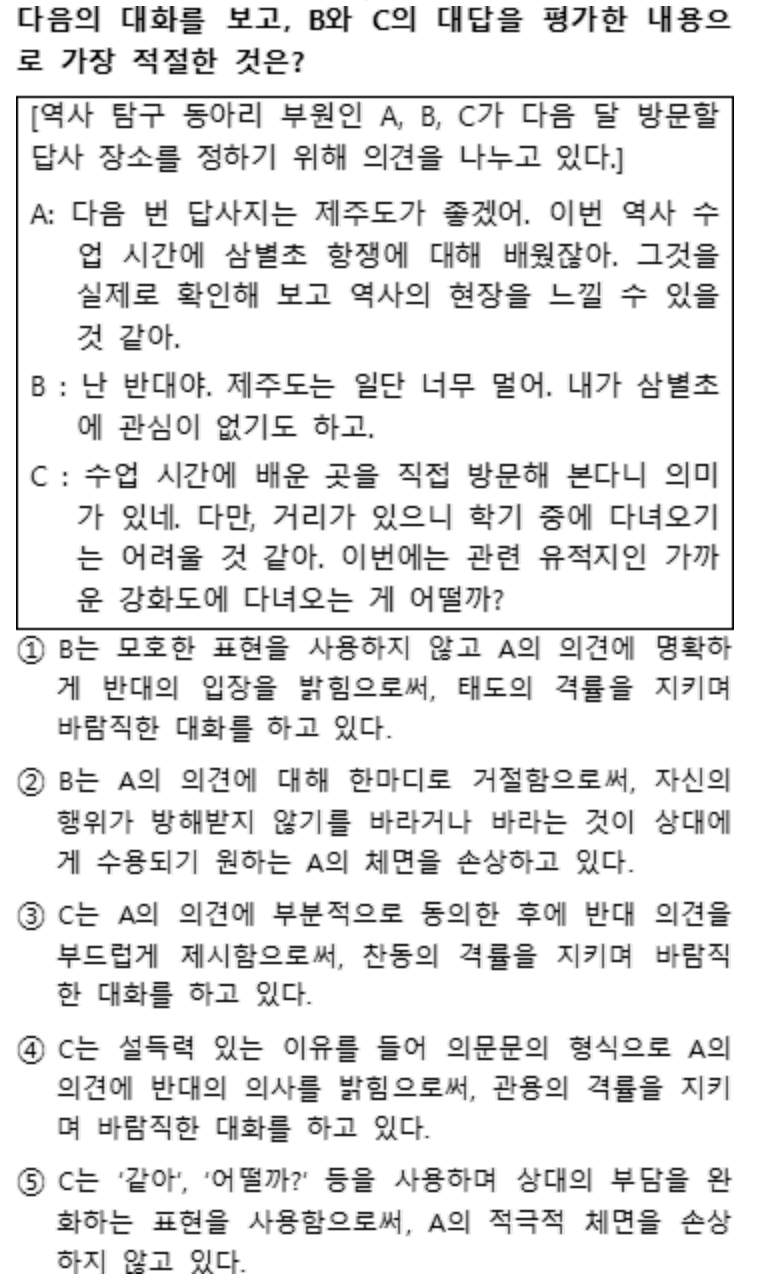 다음의 대화를 보고, B와 C의 대답을 평가한 내용으
로 가장 적절한 것은?
[역사 탐구 동아리 부원인 A, B, C가 다음 달 방문할
답사 장소를 정하기 위해 의견을 나누고 있다.]
A: 다음 번 답사지는 제주도가 좋겠어. 이번 역사 수
업 시간에 삼별초 항쟁에 대해 배웠잖아. 그것을
실제로 확인해 보고 역사의 현장을 느낄 수 있을
것 같아.
B : 난 반대야. 제주도는 일단 너무 멀어. 내가 삼별초
에 관심이 없기도 하고.
C : 수업 시간에 배운 곳을 직접 방문해 본다니 의미
가 있네. 다만, 거리가 있으니 학기 중에 다녀오기
는 어려울 것 같아. 이번에는 관련 유적지인 가까
운 강화도에 다녀오는 게 어떨까?
① B는 모호한 표현을 사용하지 않고 A의 의견에 명확하
게 반대의 입장을 밝힘으로써, 태도의 격률을 지키며
바람직한 대화를 하고 있다.
② B는 A의 의견에 대해 한마디로 거절함으로써, 자신의
행위가 방해받지 않기를 바라거나 바라는 것이 상대에
게 수용되기 원하는 A의 체면을 손상하고 있다.
③ C는 A의 의견에 부분적으로 동의한 후에 반대 의견을
부드럽게 제시함으로써, 찬동의 격률을 지키며 바람직
한 대화를 하고 있다.
④ C는 설득력 있는 이유를 들어 의문문의 형식으로 A의
의견에 반대의 의사를 밝힘으로써, 관용의 격률을 지키
며 바람직한 대화를 하고 있다.
⑤ C는 '같아', '어떨까?' 등을 사용하며 상대의 부담을 완
화하는 표현을 사용함으로써, A의 적극적 체면을 손상
하지 않고 있다.